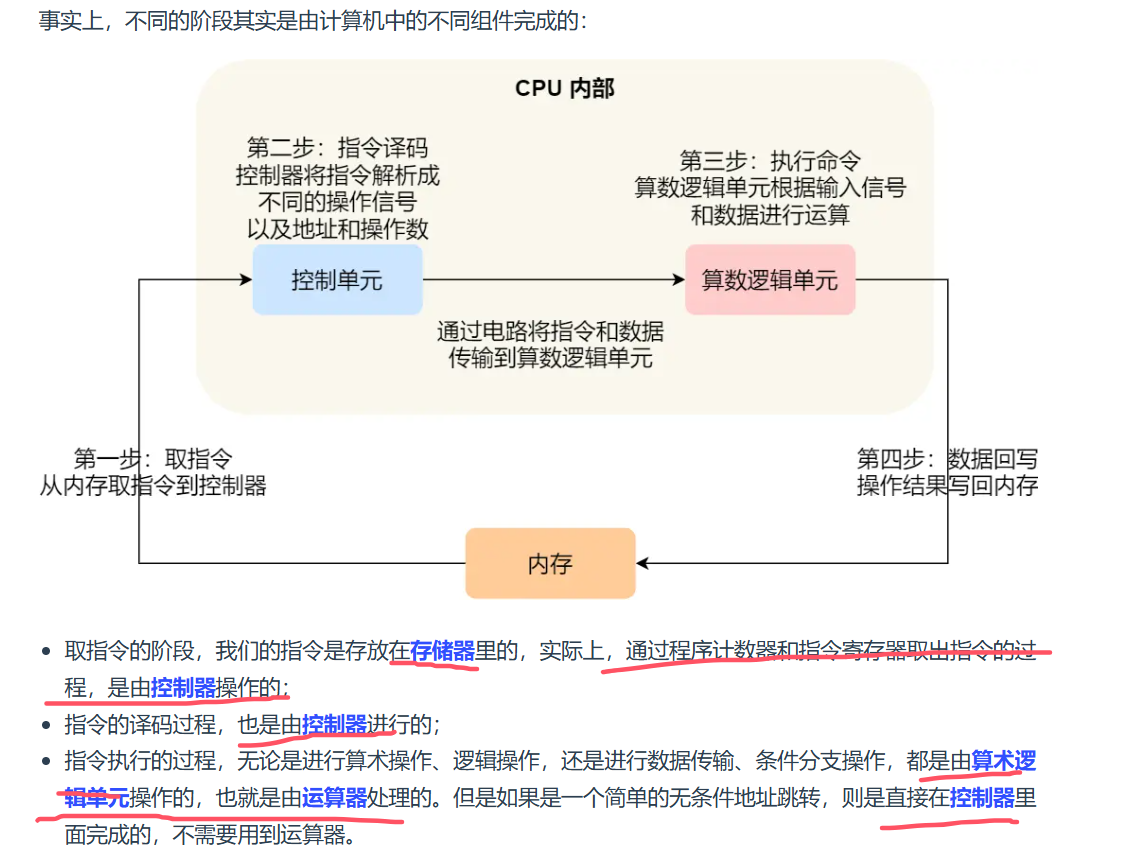 事实上，不同的阶段其实是由计算机中的不同组件完成的：
CPU 内部
第二步：指令译码
控制器将指令解析成
不同的操作信号
以及地址和操作数
第三步：执行命令
算数逻辑单元根据输入信号
和数据进行运算
控制单元
算数逻辑单元
通过电路将指令和数据
传输到算数逻辑单元
第一步：取指令
从内存取指令到控制器
第四步：数据回写
操作结果写回内存
内存
取指令的阶段，我们的指令是存放在存储器里的，实际上，通过程序计数器和指令寄存器取出指令的过
程，是由控制器操作的；
指令的译码过程，也是由控制器进行的；
指令执行的过程，无论是进行算术操作、逻辑操作，还是进行数据传输、条件分支操作，都是由算术逻
辑单元操作的，也就是由运算器处理的。但是如果是一个简单的无条件地址跳转，则是直接在控制器里
面完成的，不需要用到运算器。